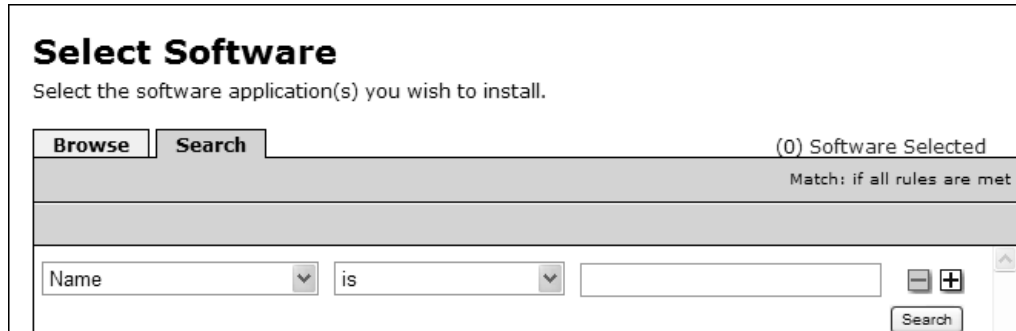 Select Software
Select the software application(s) you wish to install.
Browse Search (0) Software Selected
Match: if all rules are met
Name is
Search